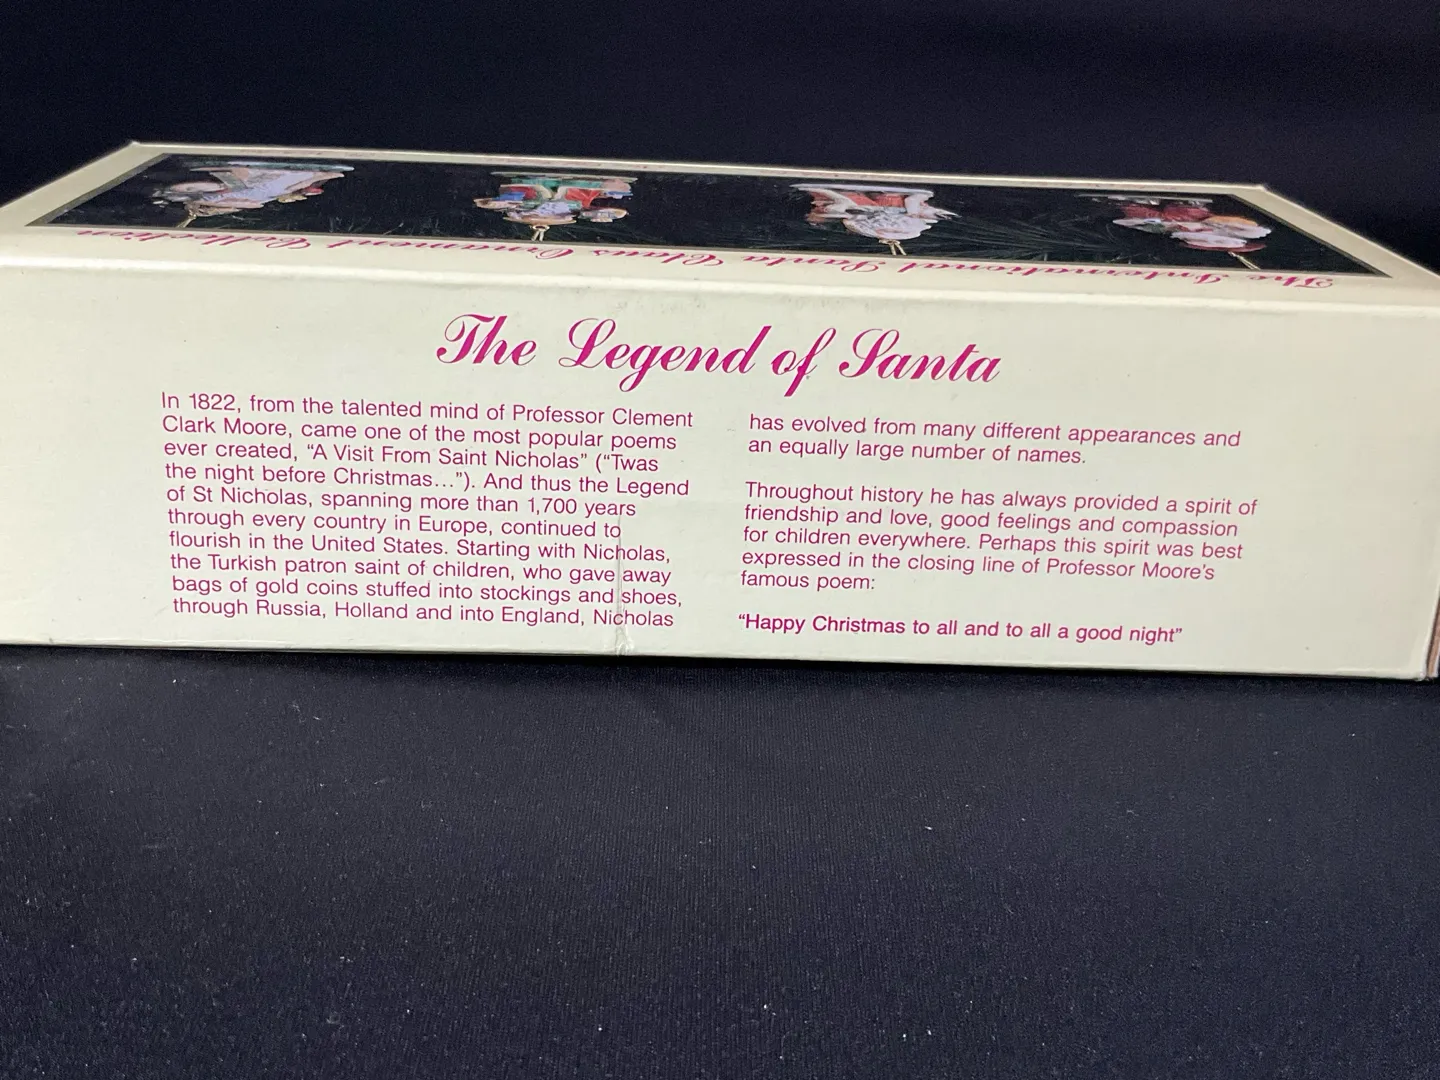 The International Santa Claus Ornament Collection
The Legend of Santa
In 1822, from the talented mind of Professor Clement
Clark Moore, came one of the most popular poems
ever created, “A Visit From Saint Nicholas” (“Twas
the night before Christmas...”). And thus the Legend
of St Nicholas, spanning more than 1,700 years
through every country in Europe, continued to
flourish in the United States. Starting with Nicholas,
the Turkish patron saint of children, who gave away
bags of gold coins stuffed into stockings and shoes,
through Russia, Holland and into England, Nicholas
has evolved from many different appearances and
an equally large number of names.
Throughout history he has always provided a spirit of
friendship and love, good feelings and compassion
for children everywhere. Perhaps this spirit was best
expressed in the closing line of Professor Moore's
famous poem:
“Happy Christmas to all and to all a good night”